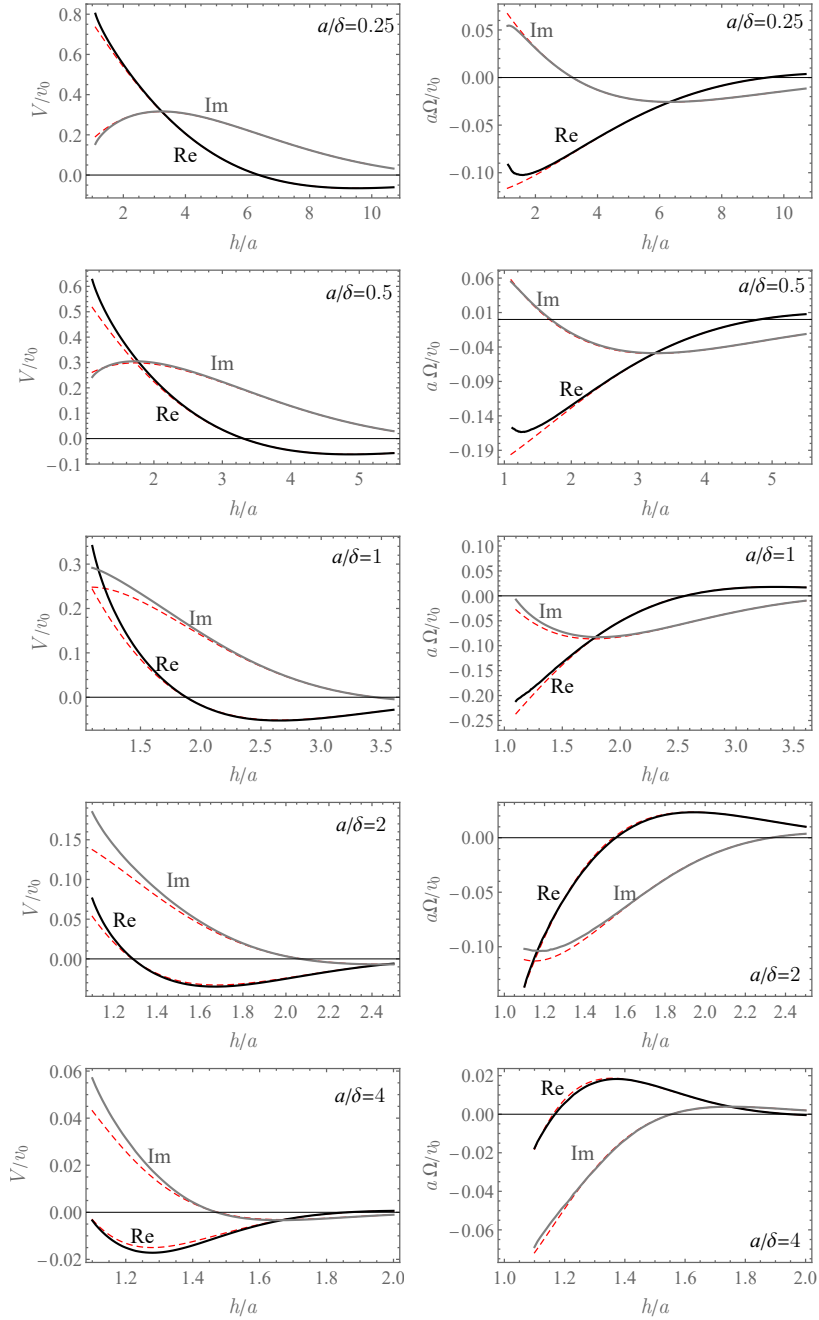 a/δ=0.25
V/v₀
0.8
0.6
0.4
0.2
0.0
Im
Re
2 4 6 8 10
h/a
a/δ=0.25
aΩ/v₀
0.05
0.00
−0.05
−0.10
Im
Re
2 4 6 8 10
h/a
a/δ=0.5
V/v₀
0.6
0.5
0.4
0.3
0.2
0.1
0.0
−0.1
Im
Re
2 3 4 5
h/a
a/δ=0.5
a Ω/v₀
0.06
0.01
−0.04
−0.09
−0.14
−0.19
Im
Re
1 2 3 4 5
h/a
a/δ=1
V/v₀
0.3
0.2
0.1
0.0
Im
Re
1.5 2.0 2.5 3.0 3.5
h/a
a/δ=1
a Ω/v₀
0.10
0.05
0.00
−0.05
−0.10
−0.15
−0.20
−0.25
Im
Re
1.0 1.5 2.0 2.5 3.0 3.5
h/a
a/δ=2
V/v₀
0.15
0.10
0.05
0.00
Im
Re
1.2 1.4 1.6 1.8 2.0 2.2 2.4
h/a
aΩ/v₀
0.00
−0.05
−0.10
Re
Im
a/δ=2
1.0 1.2 1.4 1.6 1.8 2.0 2.2 2.4
h/a
a/δ=4
V/v₀
0.06
0.04
0.02
0.00
−0.02
Im
Re
1.2 1.4 1.6 1.8 2.0
h/a
a Ω/v₀
0.02
0.00
−0.02
−0.04
−0.06
Re
Im
a/δ=4
1.0 1.2 1.4 1.6 1.8 2.0
h/a